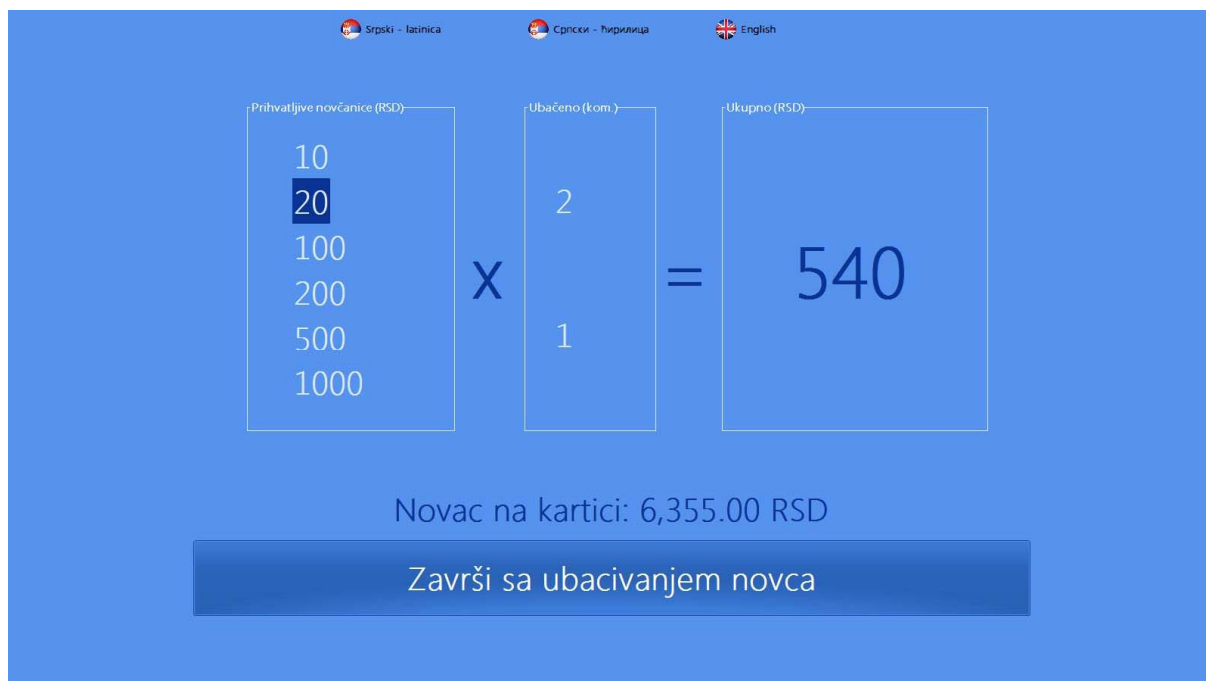 Srpski - latinica Српски - Ћирилица English
Prihvatljive novčanice (RSD) Ubačeno (kom.) Ukupno (RSD)
10
20 2
100
x = 540
200
500 1
1000
Novac na kartici: 6,355.00 RSD
Završi sa ubacivanjem novca